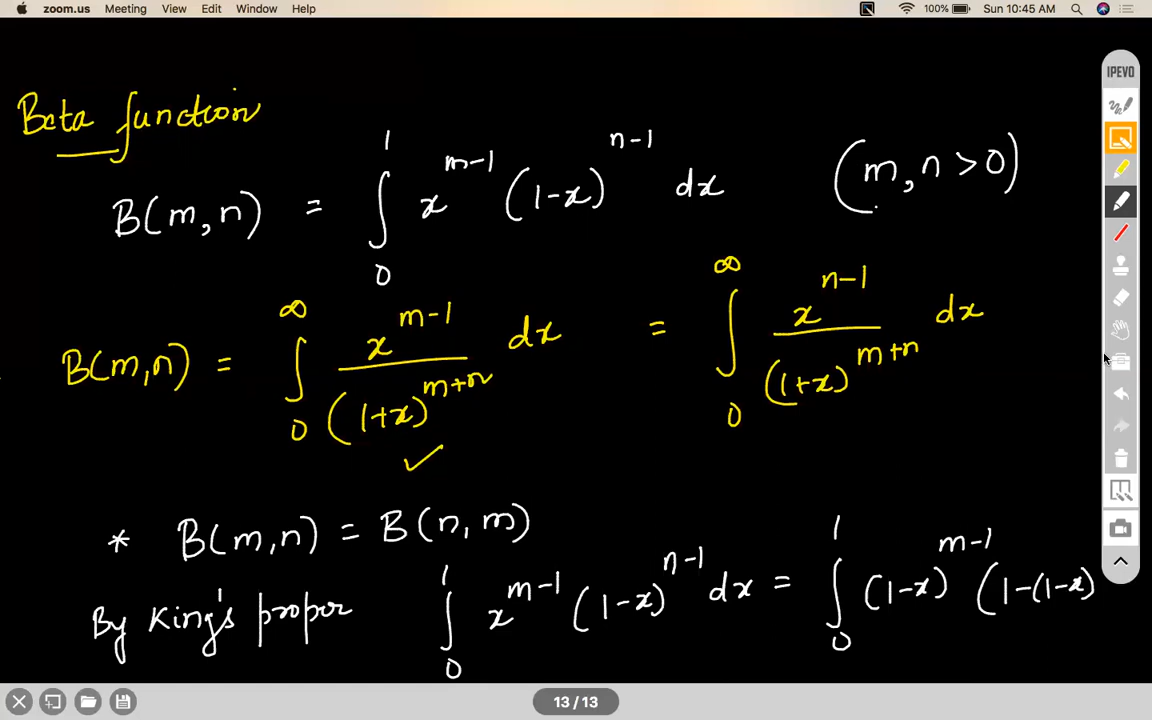 zoom.us Meeting View Edit Window Help 100% Sun 10:45 AM
IPEVO
Beta function
B(m,n) = ∫₀¹ x^(m-1) (1-x)^(n-1) dx (m,n > 0)
B(m,n) = ∫₀^∞ x^(m-1) / (1+x)^(m+n) dx = ∫₀^∞ x^(n-1) / (1+x)^(m+n) dx
✓
* B(m,n) = B(n,m)
By King's proper ∫₀¹ x^(m-1) (1-x)^(n-1) dx = ∫₀¹ (1-x)^(m-1) (1-(1-x)
13 / 13